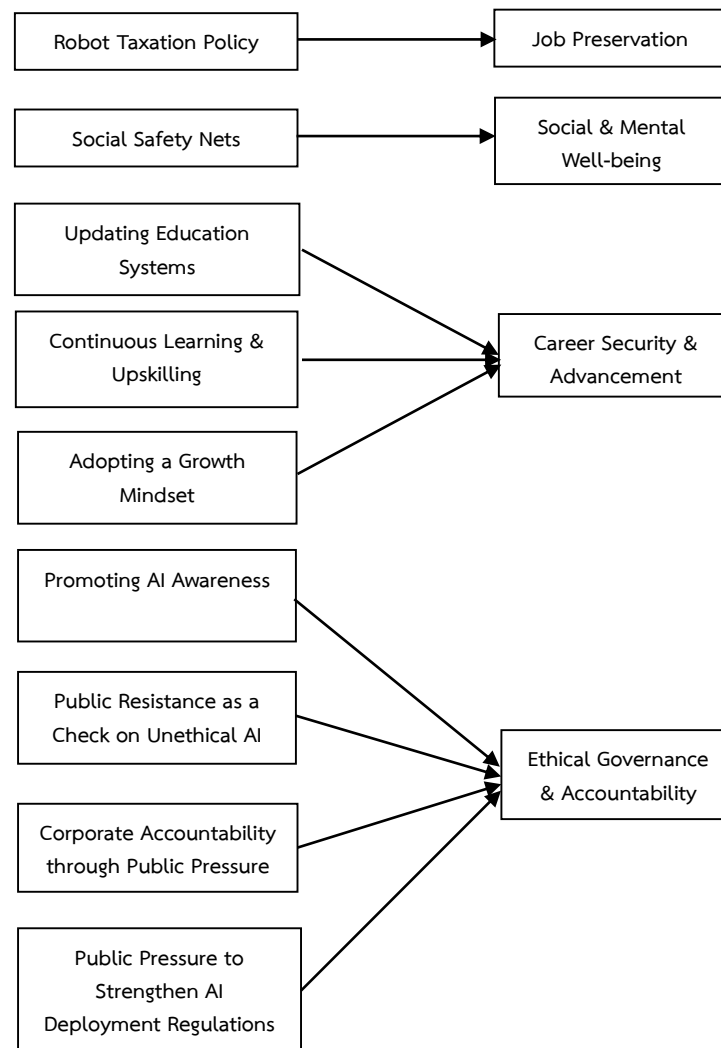 Robot Taxation Policy
Job Preservation
Social Safety Nets
Social & Mental
Well-being
Updating Education
Systems
Continuous Learning &
Upskilling
Adopting a Growth
Mindset
Career Security &
Advancement
Promoting AI Awareness
Public Resistance as a
Check on Unethical AI
Corporate Accountability
through Public Pressure
Public Pressure to
Strengthen AI
Deployment Regulations
Ethical Governance
& Accountability